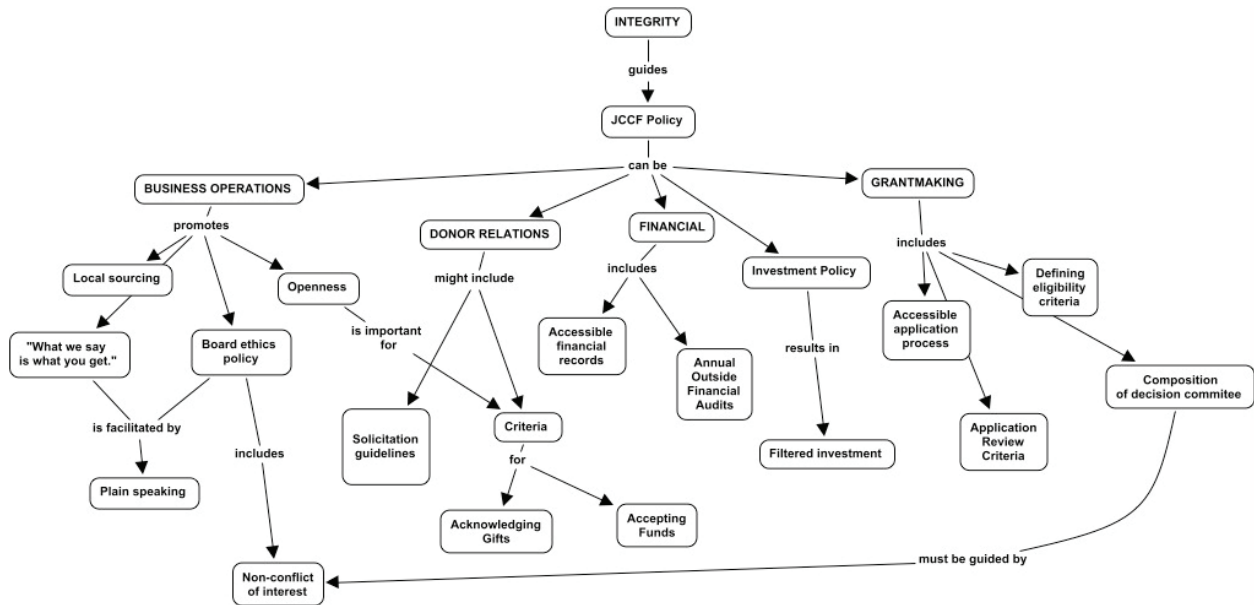 INTEGRITY
guides
JCCF Policy
can be
BUSINESS OPERATIONS
GRANTMAKING
promotes
DONOR RELATIONS
FINANCIAL
includes
Local sourcing
Openness
might include
includes
Investment Policy
Defining
eligibility
criteria
"What we say
is what you get."
Board ethics
policy
is important
for
Accessible
financial
records
Annual
Outside
Financial
Audits
results in
Accessible
application
process
Composition
of decision commitee
is facilitated by
includes
Solicitation
guidelines
Criteria
for
Filtered investment
Application
Review
Criteria
Plain speaking
Acknowledging
Gifts
Accepting
Funds
Non-conflict
of interest
must be guided by